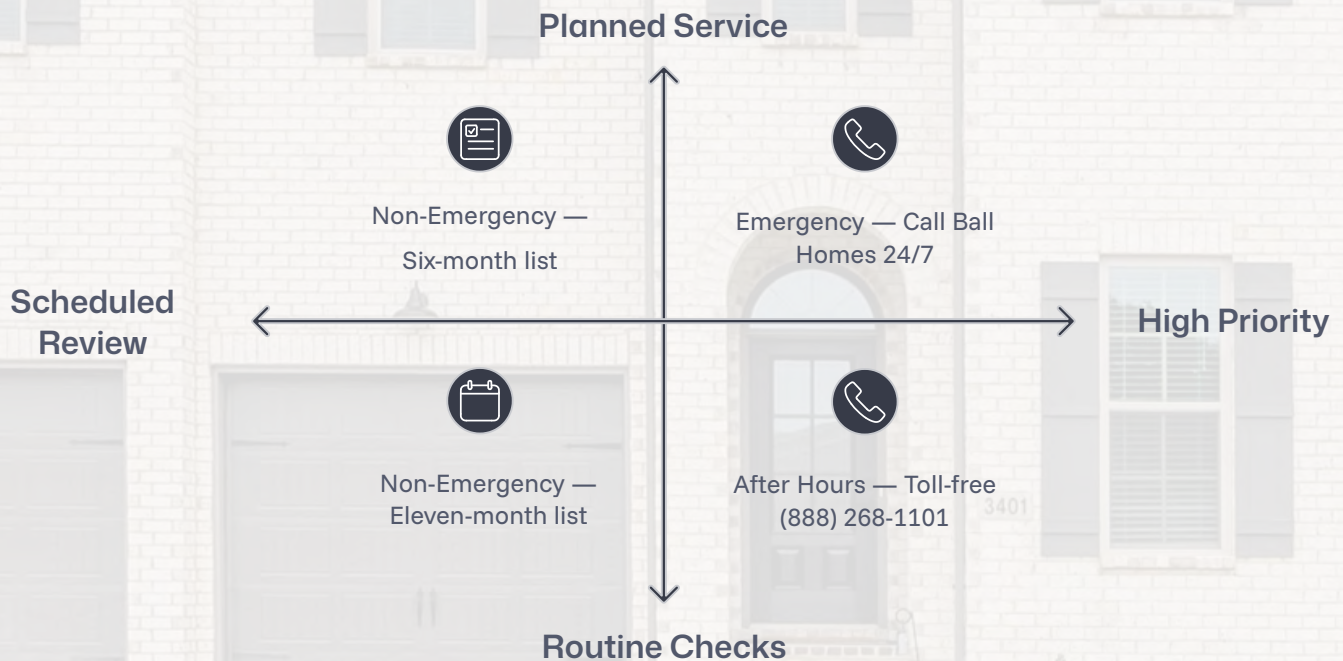 Planned Service
Non-Emergency —
Six-month list
Emergency — Call Ball
Homes 24/7
Scheduled
Review
High Priority
Non-Emergency —
Eleven-month list
After Hours — Toll-free
(888) 268-1101
3401
Routine Checks